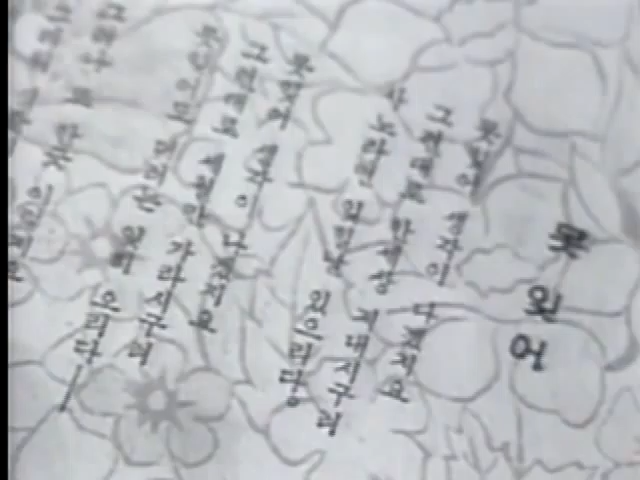 못 잊어
못잊어 생각이 나겠지요
그런대로 한세상 지내시구려
사노라면 잊힐날 있으리다。
못잊어 생각이 나겠지요
그런대로 세월만 가라시구려
못잊어도 더러는 잊히오리다—